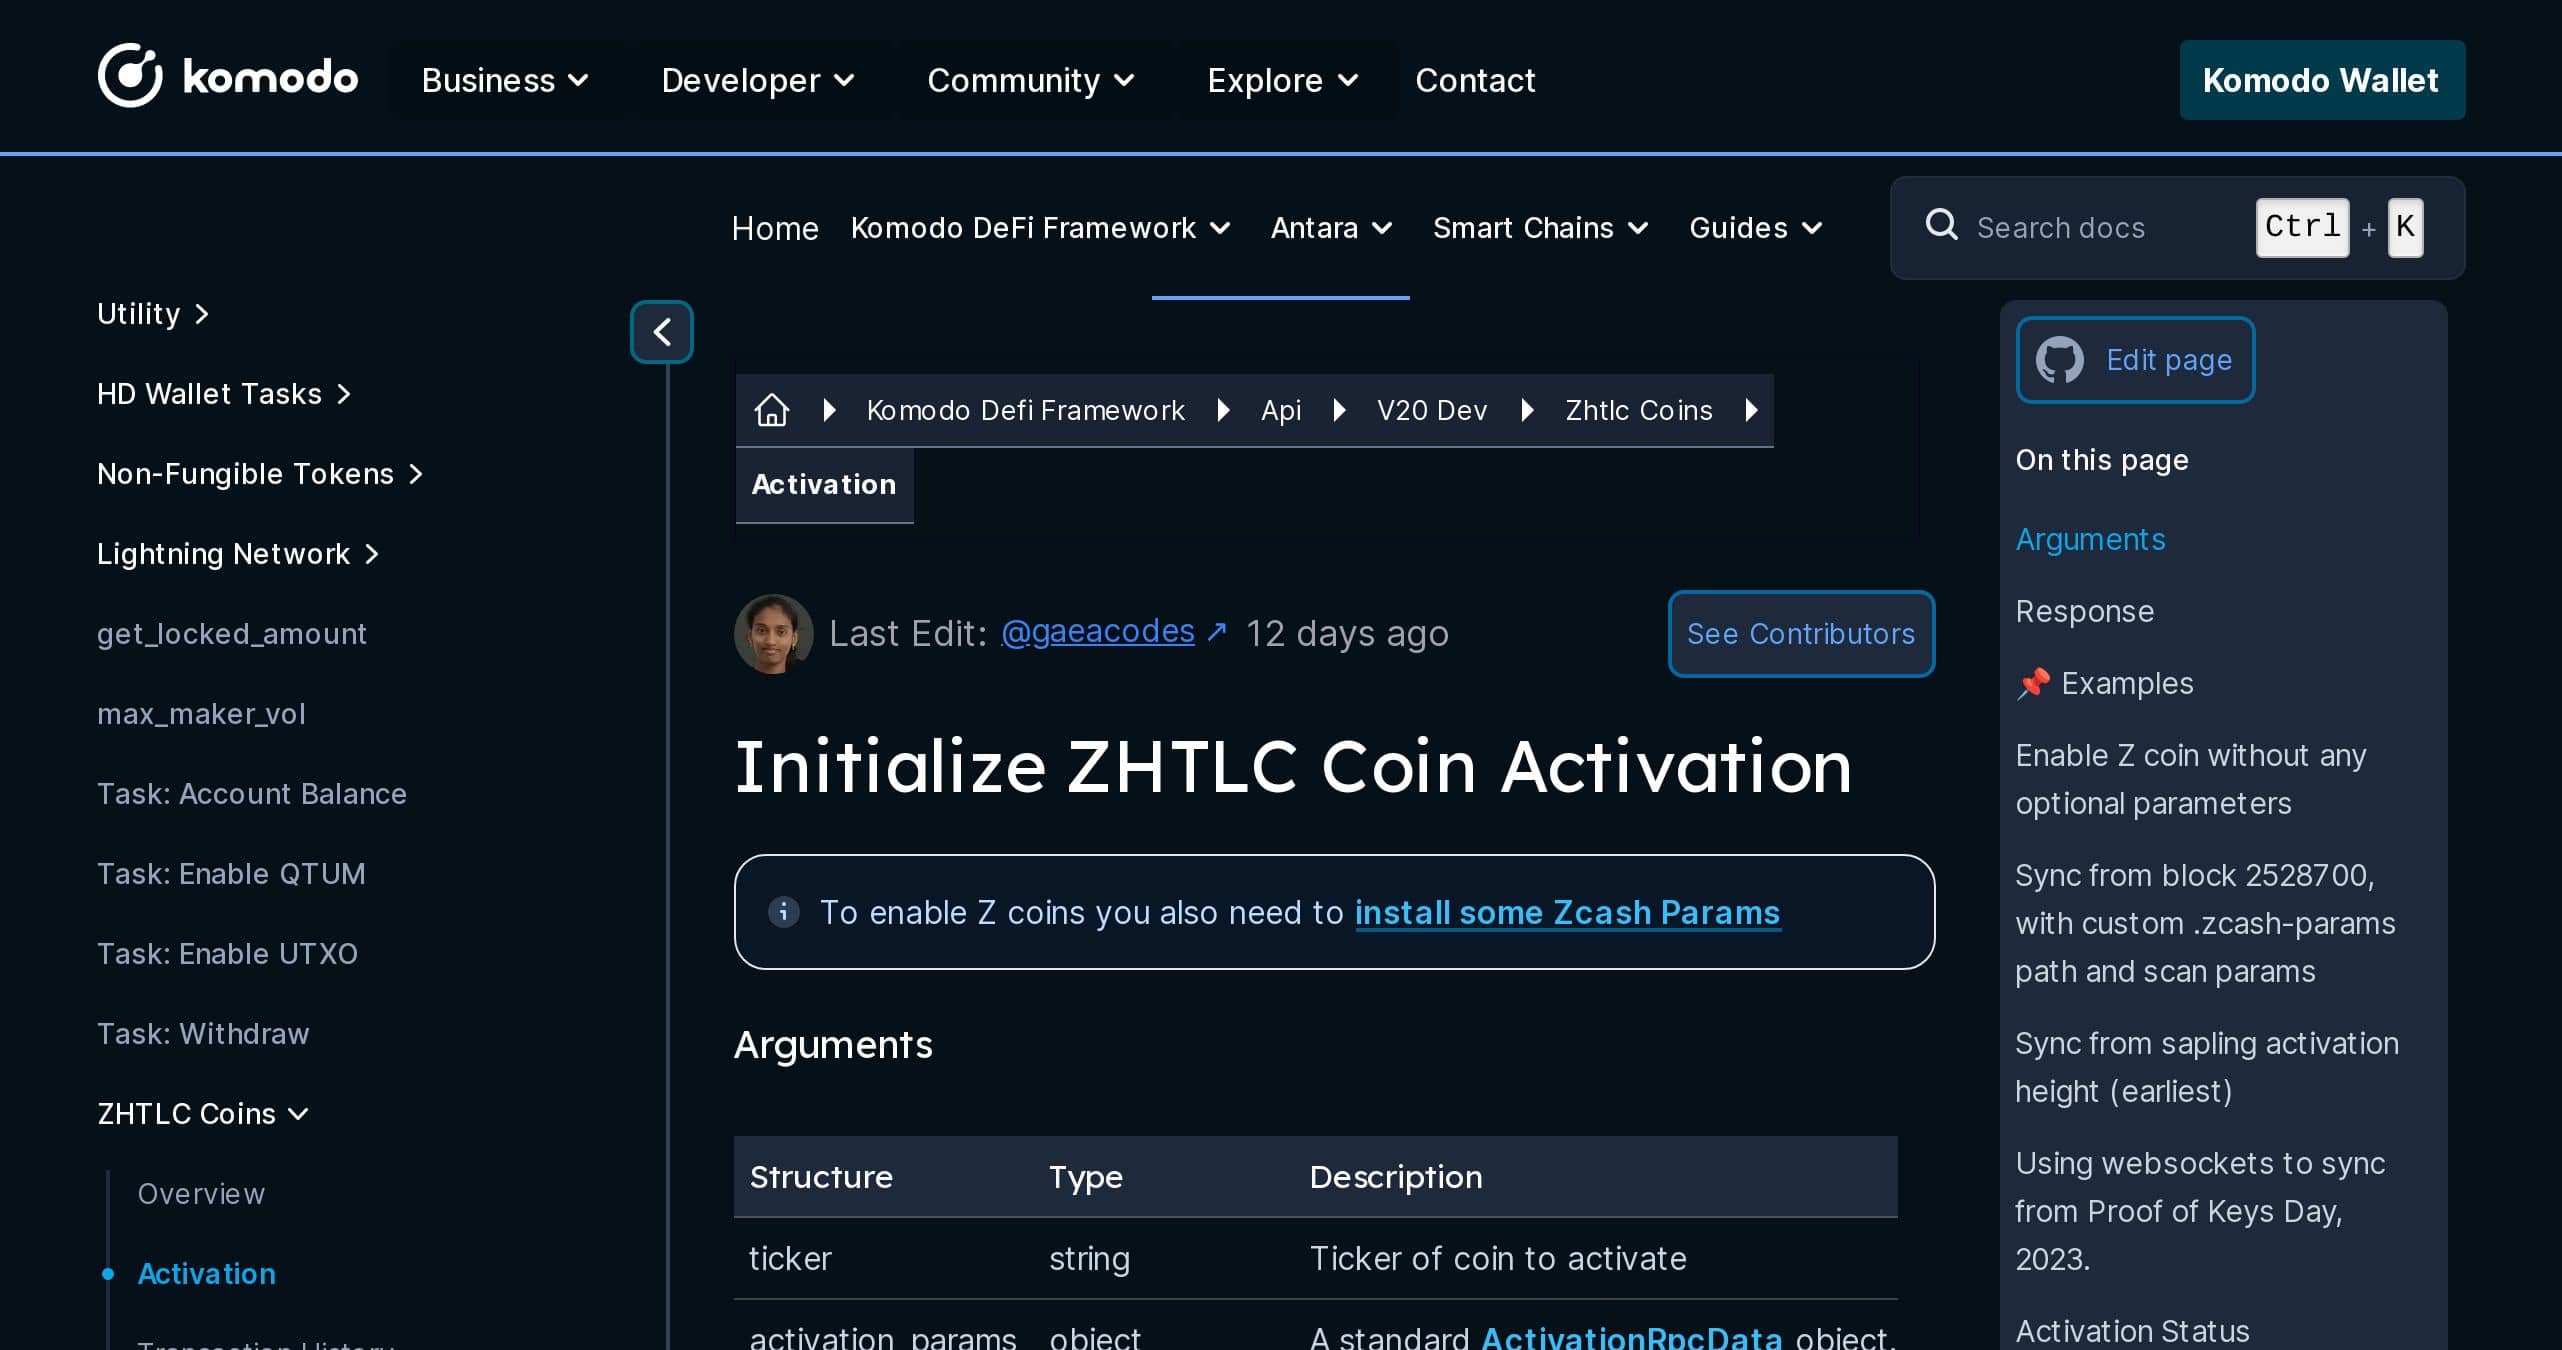 komodo
Business
Developer
Community
Explore
Contact
Komodo Wallet
Home
Komodo DeFi Framework
Antara
Smart Chains
Guides
Search docs
Ctrl + K
Utility
HD Wallet Tasks
Non-Fungible Tokens
Lightning Network
get_locked_amount
max_maker_vol
Task: Account Balance
Task: Enable QTUM
Task: Enable UTXO
Task: Withdraw
ZHTLC Coins
Overview
Activation
Transaction History
Komodo Defi Framework
Api
V20 Dev
Zhtlc Coins
Activation
Last Edit: @gaeacodes ↗ 12 days ago
See Contributors
Initialize ZHTLC Coin Activation
To enable Z coins you also need to install some Zcash Params
Arguments
Structure Type Description
ticker string Ticker of coin to activate
activation_params object A standard ActivationRpcData object.
Edit page
On this page
Arguments
Response
📌 Examples
Enable Z coin without any
optional parameters
Sync from block 2528700,
with custom .zcash-params
path and scan params
Sync from sapling activation
height (earliest)
Using websockets to sync
from Proof of Keys Day,
2023.
Activation Status